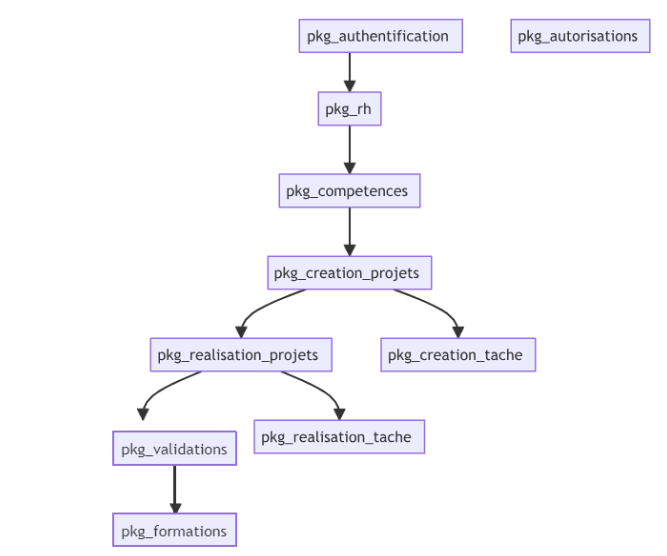 pkg_authentification
pkg_autorisations
pkg_rh
pkg_competences
pkg_creation_projets
pkg_realisation_projets
pkg_creation_tache
pkg_realisation_tache
pkg_validations
pkg_formations